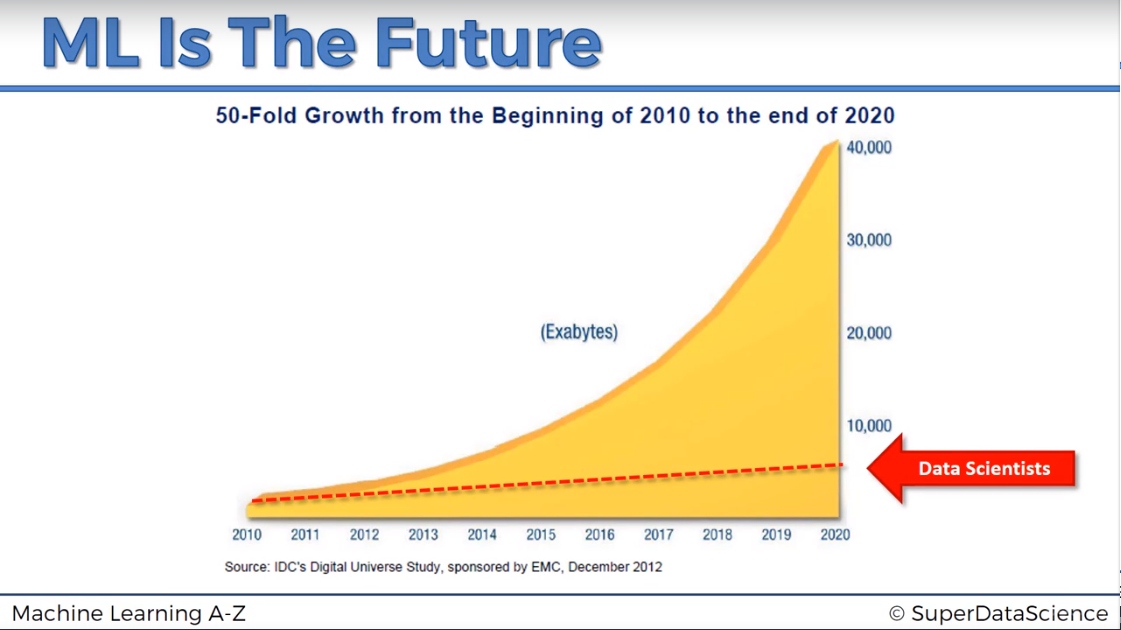 ML Is The Future
50-Fold Growth from the Beginning of 2010 to the end of 2020
40,000
30,000
(Exabytes)
20,000
10,000
Data Scientists
2010 2011 2012 2013 2014 2015 2016 2017 2018 2019 2020
Source: IDC's Digital Universe Study, sponsored by EMC, December 2012
Machine Learning A-Z
© SuperDataScience